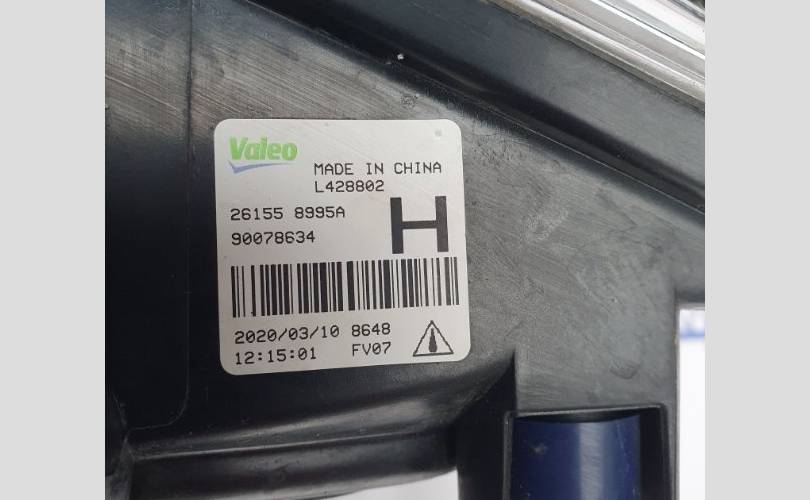 Valeo
MADE IN CHINA
L428802
26155 8995A
90078634
H
2020/03/10 8648
12:15:01 FV07